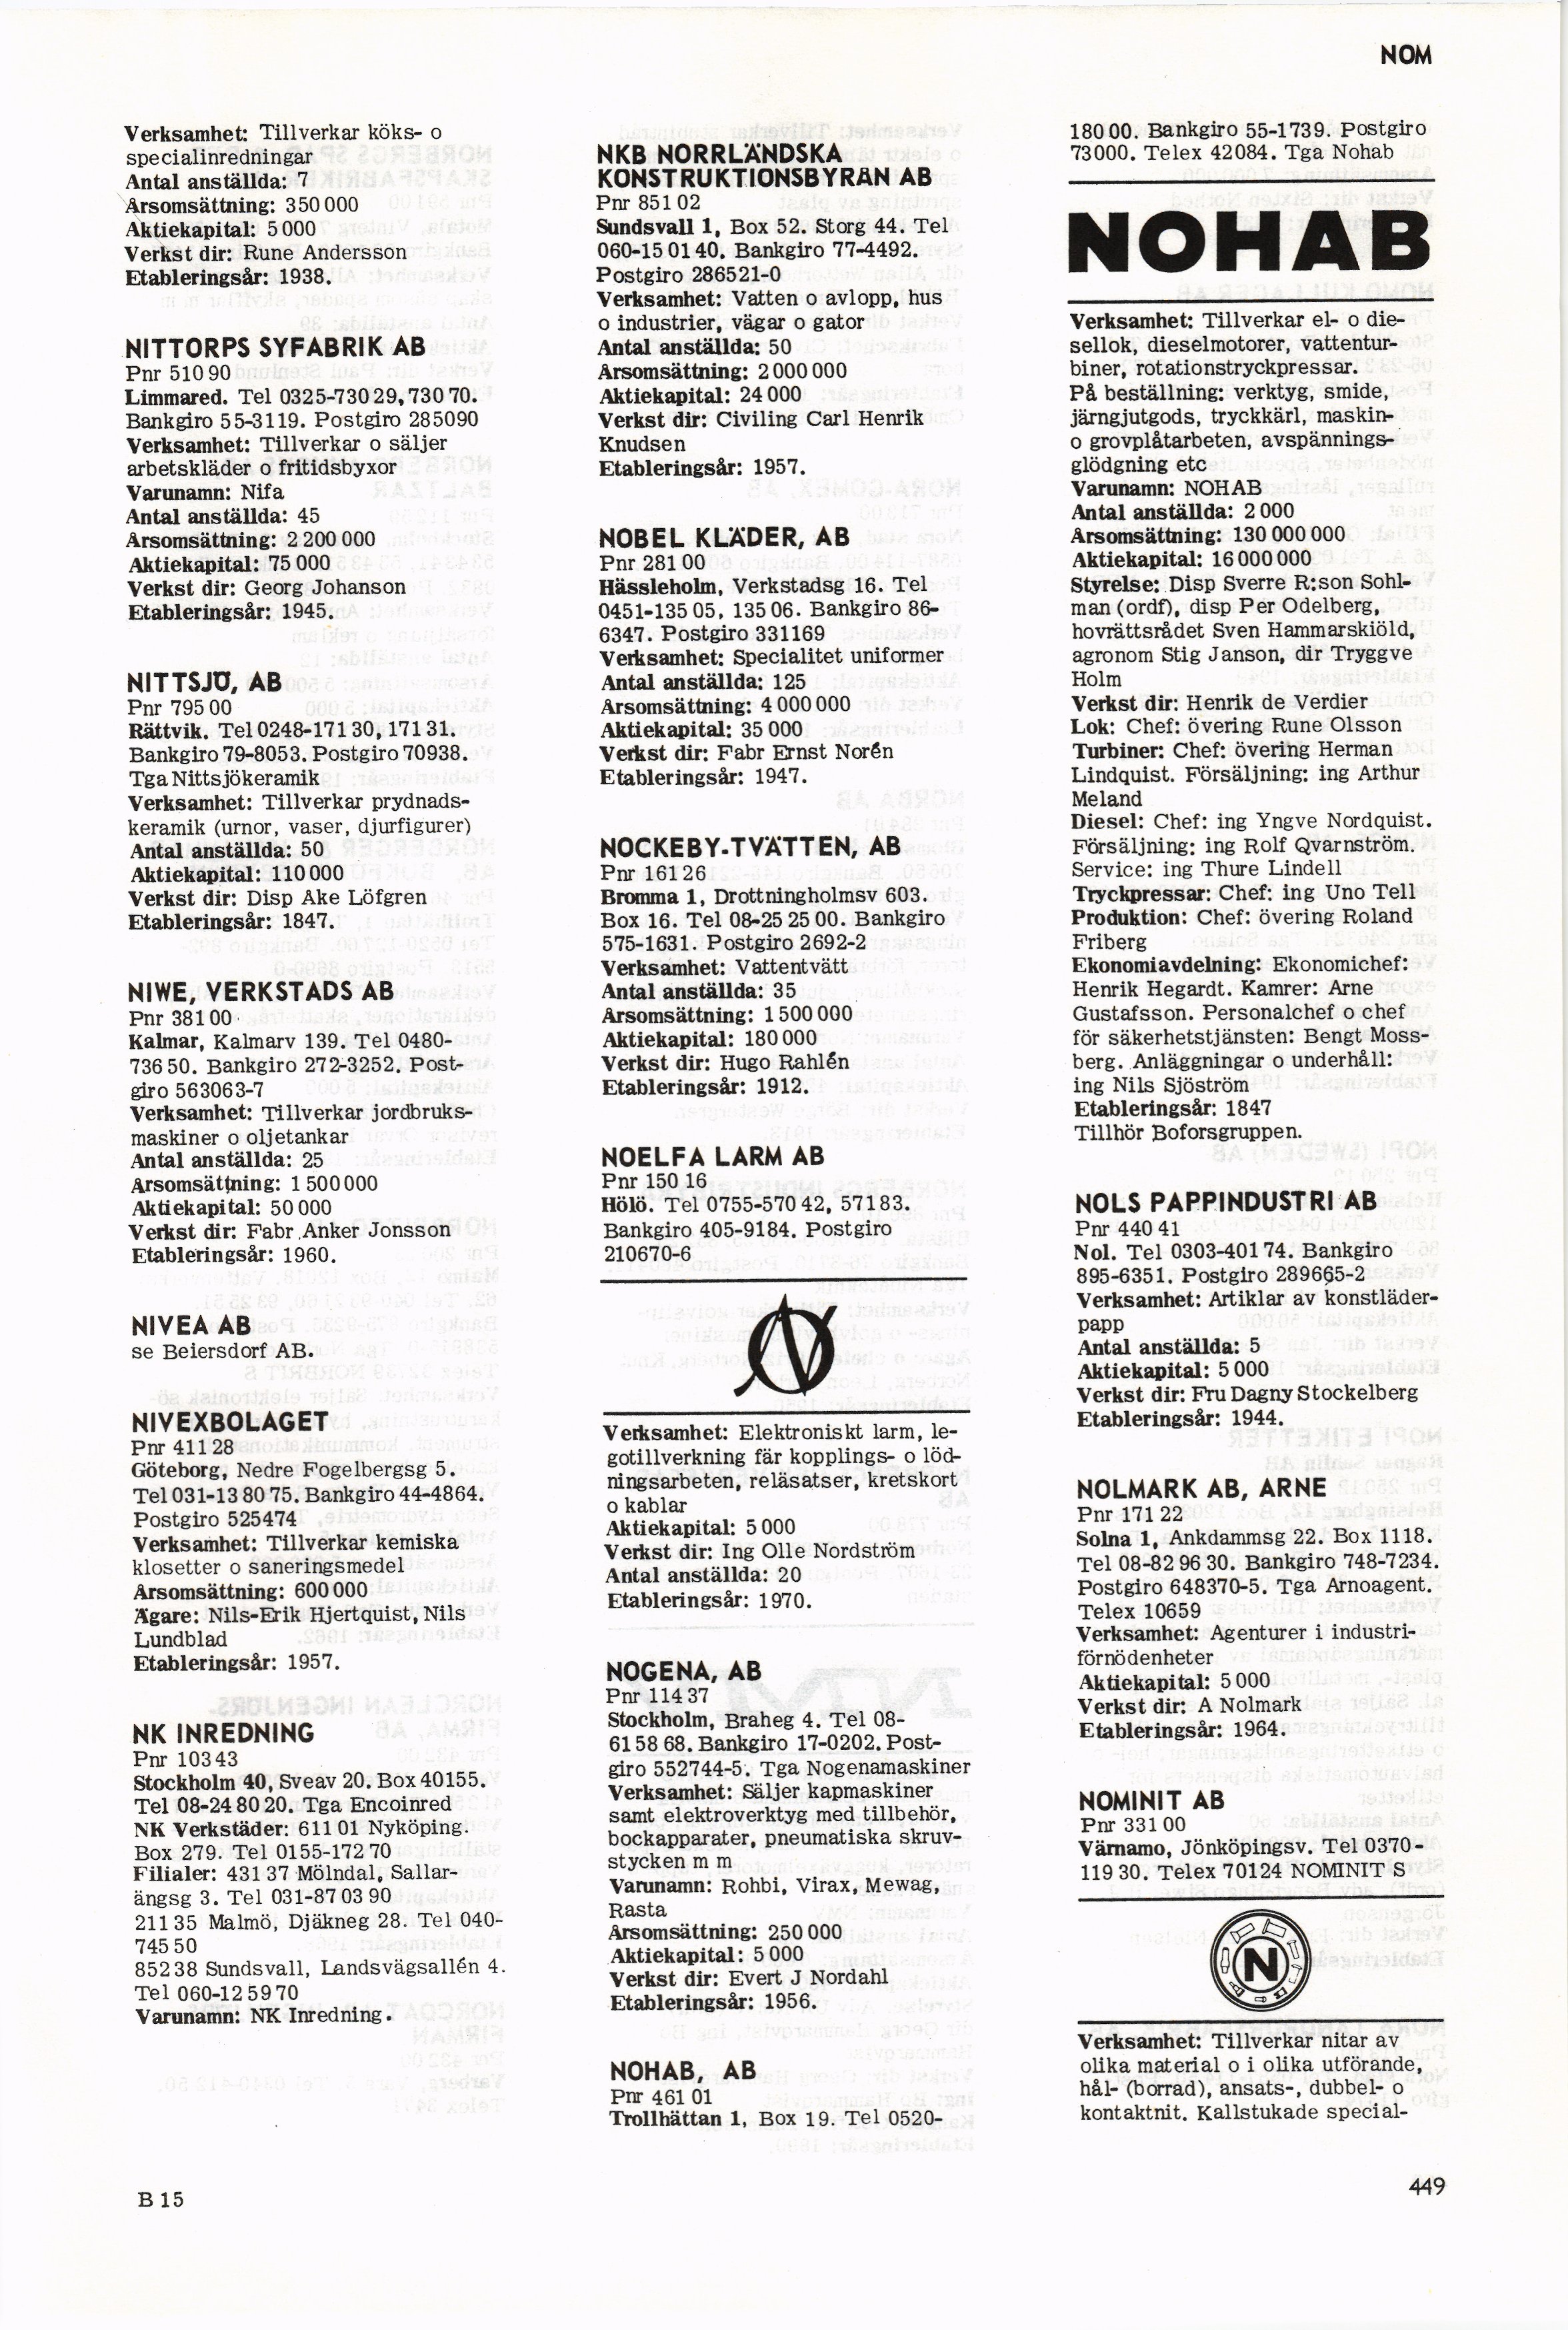 NOM
Verksamhet: Tillverkar köks- o
specialinredningar
Antal anställda: 7
Årsomsättning: 350 000
Aktiekapital: 5 000
Verkst dir: Rune Andersson
Etableringsår: 1938.
NITTORPS SYFABRIK AB
Pnr 510 90
Limmared. Tel 0325-730 29, 730 70.
Bankgiro 55-3119. Postgiro 285090
Verksamhet: Tillverkar o säljer
arbetskläder o fritidsbyxor
Varunamn: Nifa
Antal anställda: 45
Årsomsättning: 2 200 000
Aktiekapital: 75 000
Verkst dir: Georg Johanson
Etableringsår: 1945.
NITTSJÖ, AB
Pnr 795 00
Rättvik. Tel 0248-171 30, 171 31.
Bankgiro 79-8053. Postgiro 70938.
Tga Nittsjökeramik
Verksamhet: Tillverkar prydnads-
keramik (urnor, vaser, djurfigurer)
Antal anställda: 50
Aktiekapital: 110 000
Verkst dir: Disp Åke Löfgren
Etableringsår: 1847.
NIWE, VERKSTADS AB
Pnr 381 00
Kalmar, Kalmarv 139. Tel 0480-
736 50. Bankgiro 272-3252. Post-
giro 563063-7
Verksamhet: Tillverkar jordbruks-
maskiner o oljetankar
Antal anställda: 25
Årsomsättning: 1 500 000
Aktiekapital: 50 000
Verkst dir: Fabr Anker Jonsson
Etableringsår: 1960.
NIVEA AB
se Beiersdorf AB.
NIVEXBOLAGET
Pnr 411 28
Göteborg, Nedre Fogelbergsg 5.
Tel 031-13 80 75. Bankgiro 44-4864.
Postgiro 525474
Verksamhet: Tillverkar kemiska
klosetter o saneringsmedel
Årsomsättning: 600 000
Ägare: Nils-Erik Hjertquist, Nils
Lundblad
Etableringsår: 1957.
NK INREDNING
Pnr 103 43
Stockholm 40, Sveav 20. Box 40155.
Tel 08-24 80 20. Tga Encoinred
NK Verkstäder: 611 01 Nyköping.
Box 279. Tel 0155-172 70
Filialer: 431 37 Mölndal, Sallar-
ängsg 3. Tel 031-87 03 90
211 35 Malmö, Djäkneg 28. Tel 040-
745 50
852 38 Sundsvall, Landsvägsallén 4.
Tel 060-12 59 70
Varunamn: NK Inredning.
NKB NORRLÄNDSKA
KONSTRUKTIONSBYRÅN AB
Pnr 851 02
Sundsvall 1, Box 52. Storg 44. Tel
060-15 01 40. Bankgiro 77-4492.
Postgiro 286521-0
Verksamhet: Vatten o avlopp, hus
o industrier, vägar o gator
Antal anställda: 50
Årsomsättning: 2 000 000
Aktiekapital: 24 000
Verkst dir: Civiling Carl Henrik
Knudsen
Etableringsår: 1957.
NOBEL KLÄDER, AB
Pnr 281 00
Hässleholm, Verkstadsg 16. Tel
0451-135 05, 135 06. Bankgiro 86-
6347. Postgiro 331169
Verksamhet: Specialitet uniformer
Antal anställda: 125
Årsomsättning: 4 000 000
Aktiekapital: 35 000
Verkst dir: Fabr Ernst Norén
Etableringsår: 1947.
NOCKEBY-TVÄTTEN, AB
Pnr 161 26
Bromma 1, Drottningholmsv 603.
Box 16. Tel 08-25 25 00. Bankgiro
575-1631. Postgiro 2692-2
Verksamhet: Vattentvätt
Antal anställda: 35
Årsomsättning: 1 500 000
Aktiekapital: 180 000
Verkst dir: Hugo Rahlén
Etableringsår: 1912.
NOELFA LARM AB
Pnr 150 16
Hölö. Tel 0755-570 42, 571 83.
Bankgiro 405-9184. Postgiro
210670-6
Verksamhet: Elektroniskt larm, le-
gotillverkning fär kopplings- o löd-
ningsarbeten, reläsatser, kretskort
o kablar
Aktiekapital: 5 000
Verkst dir: Ing Olle Nordström
Antal anställda: 20
Etableringsår: 1970.
NOGENA, AB
Pnr 114 37
Stockholm, Braheg 4. Tel 08-
61 58 68. Bankgiro 17-0202. Post-
giro 552744-5. Tga Nogenamaskiner
Verksamhet: Säljer kapmaskiner
samt elektroverktyg med tillbehör,
bockapparater, pneumatiska skruv-
stycken m m
Varunamn: Rohbi, Virax, Mewag,
Rasta
Årsomsättning: 250 000
Aktiekapital: 5 000
Verkst dir: Evert J Nordahl
Etableringsår: 1956.
NOHAB, AB
Pnr 461 01
Trollhättan 1, Box 19. Tel 0520-
18000. Bankgiro 55-1739. Postgiro
73000. Telex 42084. Tga Nohab
NOHAB
Verksamhet: Tillverkar el- o die-
sellok, dieselmotorer, vattentur-
biner, rotationstryckpressar.
På beställning: verktyg, smide,
järngjutgods, tryckkärl, maskin-
o grovplåtarbeten, avspännings-
glödgning etc
Varunamn: NOHAB
Antal anställda: 2 000
Årsomsättning: 130 000 000
Aktiekapital: 16 000 000
Styrelse: Disp Sverre R:son Sohl-
man (ordf), disp Per Odelberg,
hovrättsrådet Sven Hammarskiöld,
agronom Stig Janson, dir Tryggve
Holm
Verkst dir: Henrik de Verdier
Lok: Chef: övering Rune Olsson
Turbiner: Chef: övering Herman
Lindquist. Försäljning: ing Arthur
Meland
Diesel: Chef: ing Yngve Nordquist.
Försäljning: ing Rolf Qvarnström.
Service: ing Thure Lindell
Tryckpressar: Chef: ing Uno Tell
Produktion: Chef: övering Roland
Friberg
Ekonomiavdelning: Ekonomichef:
Henrik Hegardt. Kamrer: Arne
Gustafsson. Personalchef o chef
för säkerhetstjänsten: Bengt Moss-
berg. Anläggningar o underhåll:
ing Nils Sjöström
Etableringsår: 1847
Tillhör Boforsgruppen.
NOLS PAPPINDUSTRI AB
Pnr 440 41
Nol. Tel 0303-401 74. Bankgiro
895-6351. Postgiro 289665-2
Verksamhet: Artiklar av konstläder-
papp
Antal anställda: 5
Aktiekapital: 5 000
Verkst dir: Fru Dagny Stockelberg
Etableringsår: 1944.
NOLMARK AB, ARNE
Pnr 171 22
Solna 1, Ankdammsg 22. Box 1118.
Tel 08-82 96 30. Bankgiro 748-7234.
Postgiro 648370-5. Tga Arnoagent.
Telex 10659
Verksamhet: Agenturer i industri-
förnödenheter
Aktiekapital: 5 000
Verkst dir: A Nolmark
Etableringsår: 1964.
NOMINIT AB
Pnr 331 00
Värnamo, Jönköpingsv. Tel 0370-
119 30. Telex 70124 NOMINIT S
N
Verksamhet: Tillverkar nitar av
olika material o i olika utförande,
hål- (borrad), ansats-, dubbel- o
kontaktnit. Kallstukade special-
B 15
449